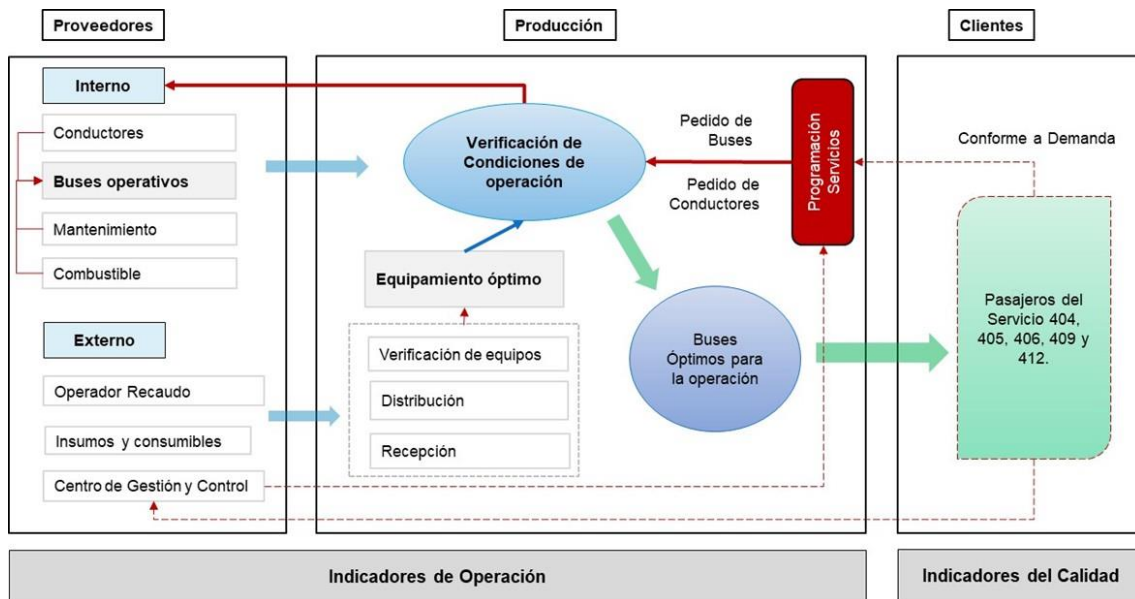 Proveedores
Producción
Clientes
Interno
Conductores
Buses operativos
Mantenimiento
Combustible
Externo
Operador Recaudo
Insumos y consumibles
Centro de Gestión y Control
Verificación de
Condiciones de
operación
Pedido de
Buses
Pedido de
Conductores
Programación
Servicios
Equipamiento óptimo
Verificación de equipos
Distribución
Recepción
Buses
Óptimos para
la operación
Conforme a Demanda
Pasajeros del
Servicio 404,
405, 406, 409 y
412.
Indicadores de Operación
Indicadores del Calidad